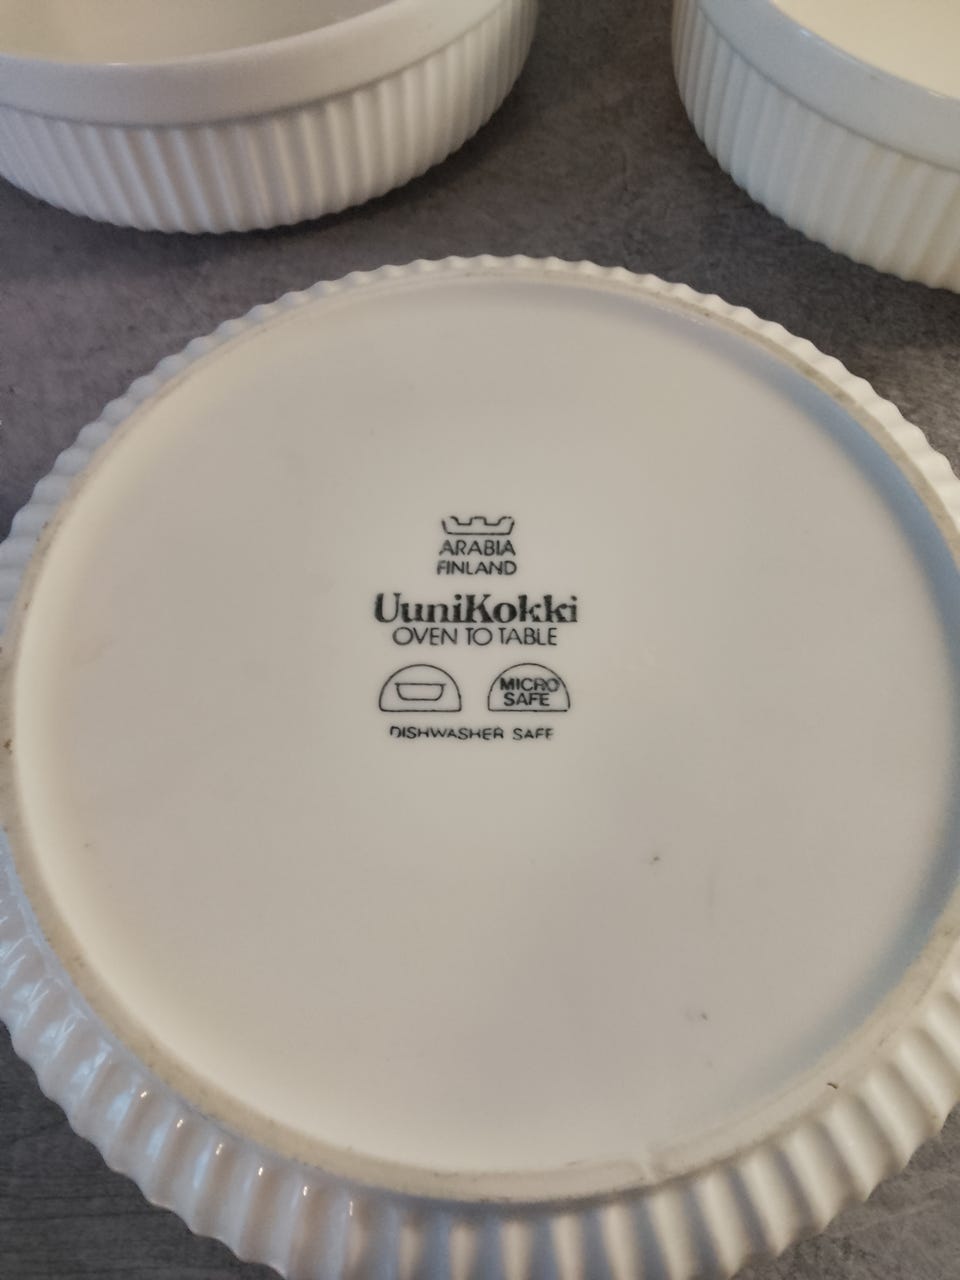 ARABIA
FINLAND
UuniKokki
OVEN TO TABLE
MICRO
SAFE
DISHWASHER SAFE